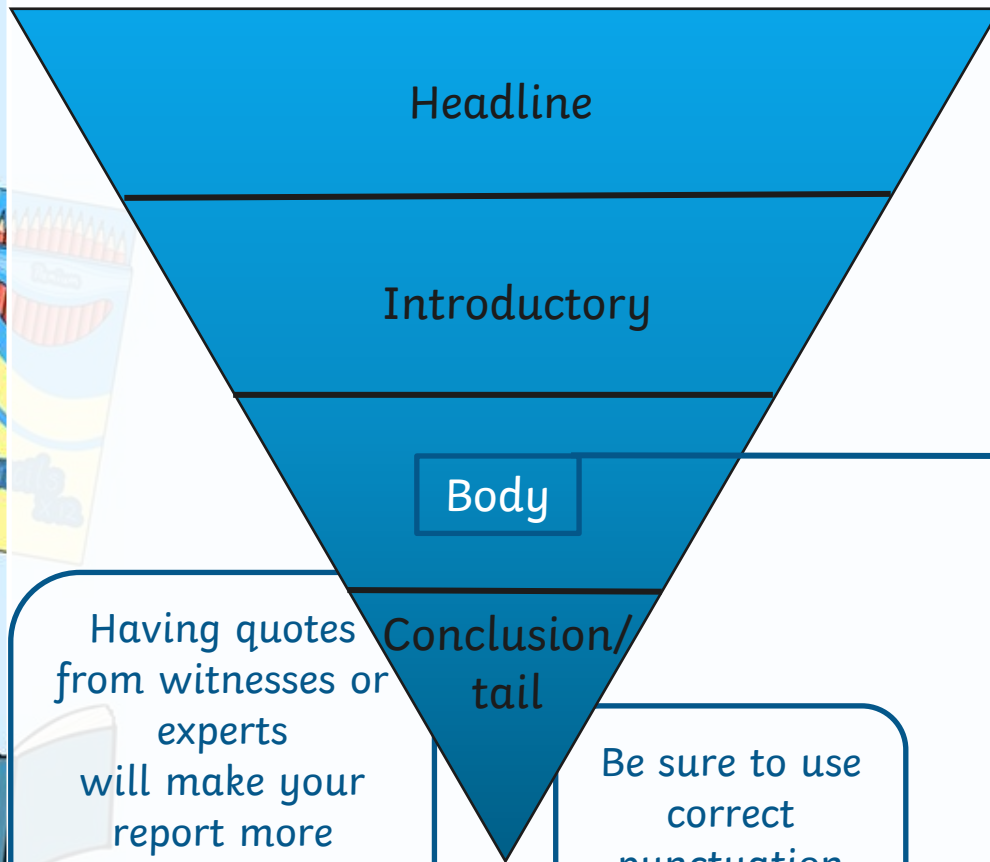 Headline
Introductory
Body
Conclusion/
tail
Having quotes
from witnesses or
experts
will make your
report more
Be sure to use
correct
punctuation